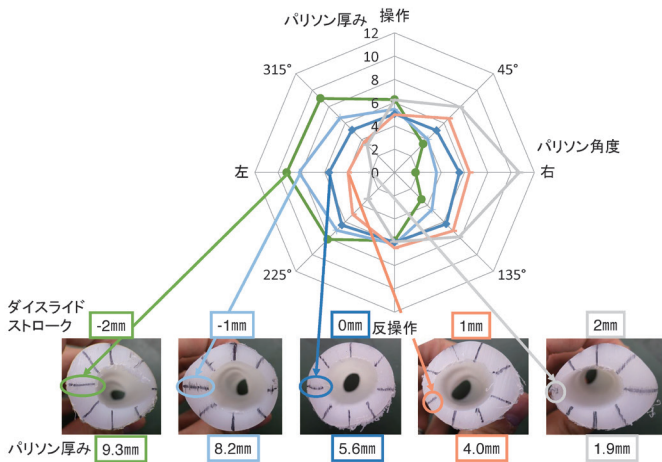 パリソン厚み
操作
12
10
8
6
4
2
0
315°
45°
パリソン角度
左
右
225°
135°
反操作
ダイスライド
ストローク
-2mm
-1mm
0mm
1mm
2mm
パリソン厚み
9.3mm
8.2mm
5.6mm
4.0mm
1.9mm